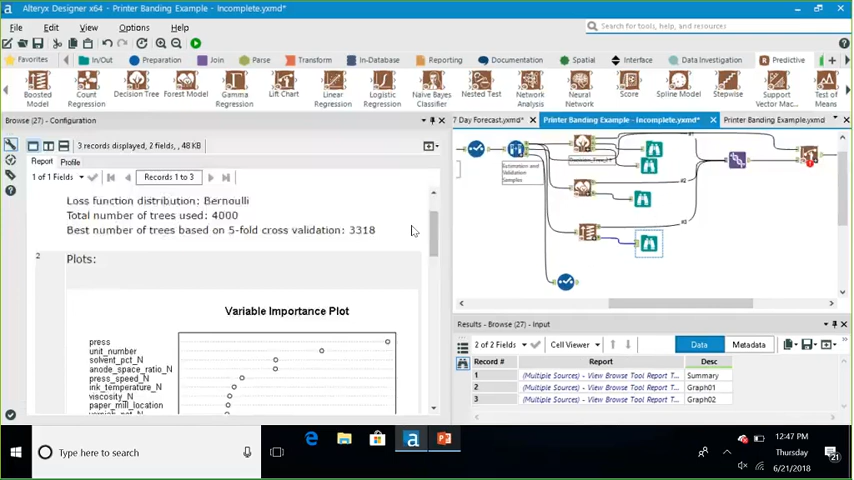 Alteryx Designer x64 - Printer Banding Example - Incomplete.yxmd*
File Edit View Options Help
Search for tools, help, and resources
Favorites In/Out Preparation Join Parse Transform In-Database Reporting Documentation Spatial Interface Data Investigation Predictive
Boosted Model
Count Regression
Decision Tree
Forest Model
Gamma Regression
Lift Chart
Linear Regression
Logistic Regression
Naive Bayes Classifier
Nested Test
Network Analysis
Neural Network
Score
Spline Model
Stepwise
Support Vec Mac...
Test of Means
Browse (27) - Configuration
7 Day Forecast.yxmd*
Printer Banding Example - Incomplete.yxmd*
Printer Banding Example.yxmd*
3 records displayed, 2 fields, , 48 KB
Report Profile
1 of 1 Fields
Records 1 to 3
Loss function distribution: Bernoulli
Total number of trees used: 4000
Best number of trees based on 5-fold cross validation: 3318
2
Plots:
Variable Importance Plot
press
unit_number
solvent_pct_N
anode_space_ratio_N
press_speed_N
ink_temperature_N
viscosity_N
paper_mill_location
Estimation and
Validation
Samples
#1
#2
#3
Results - Browse (27) - Input
2 of 2 Fields
Cell Viewer
Data
Metadata
Record # Report Desc
1 (Multiple Sources) - View Browse Tool Report T... Summary
2 (Multiple Sources) - View Browse Tool Report T... Graph01
3 (Multiple Sources) - View Browse Tool Report T... Graph02
Type here to search
12:47 PM
Thursday
6/21/2018
21